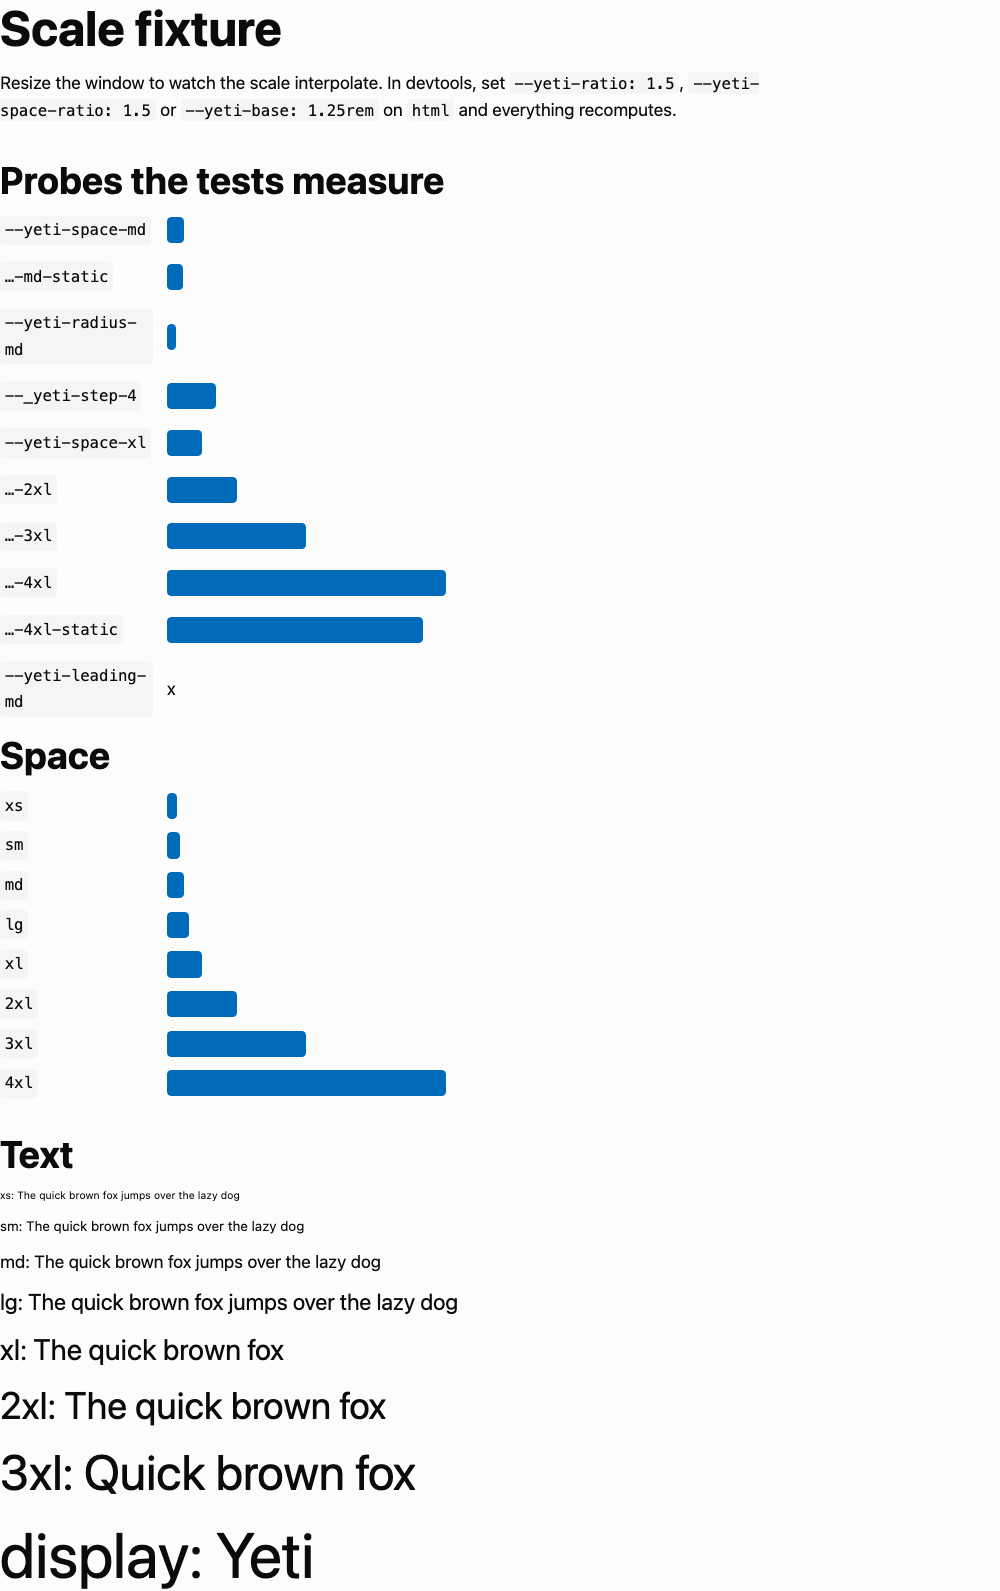 Scale fixture
Resize the window to watch the scale interpolate. In devtools, set --yeti-ratio: 1.5, --yeti-
space-ratio: 1.5 or --yeti-base: 1.25rem on html and everything recomputes.
Probes the tests measure
--yeti-space-md
…-md-static
--yeti-radius-
md
--_yeti-step-4
--yeti-space-xl
…-2xl
…-3xl
…-4xl
…-4xl-static
--yeti-leading-
md
x
Space
xs
sm
md
lg
xl
2xl
3xl
4xl
Text
xs: The quick brown fox jumps over the lazy dog
sm: The quick brown fox jumps over the lazy dog
md: The quick brown fox jumps over the lazy dog
lg: The quick brown fox jumps over the lazy dog
xl: The quick brown fox
2xl: The quick brown fox
3xl: Quick brown fox
display: Yeti